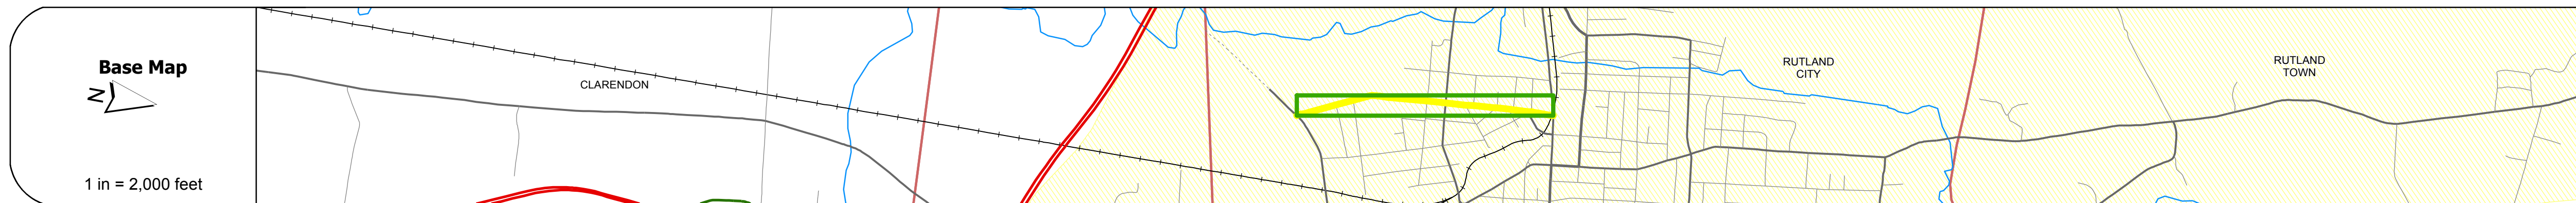 Base Map
N
1 in = 2,000 feet
CLARENDON
RUTLAND
CITY
RUTLAND
TOWN